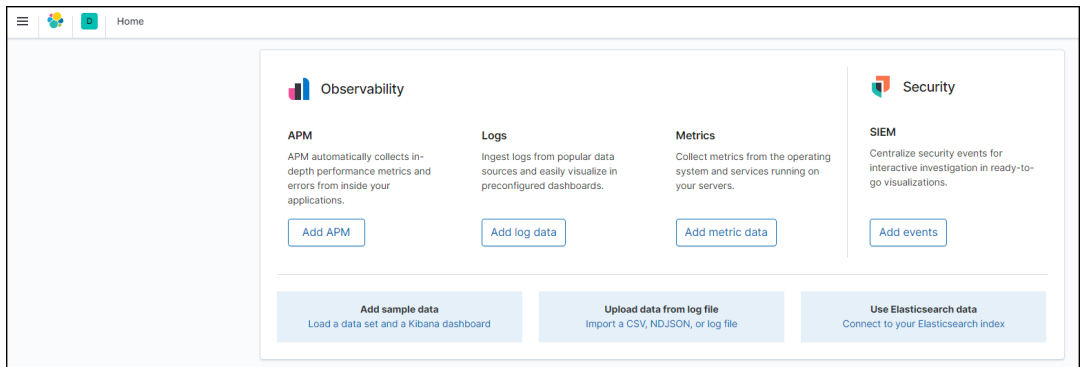 D Home
Observability
Security
APM
APM automatically collects in-
depth performance metrics and
errors from inside your
applications.
Add APM
Logs
Ingest logs from popular data
sources and easily visualize in
preconfigured dashboards.
Add log data
Metrics
Collect metrics from the operating
system and services running on
your servers.
Add metric data
SIEM
Centralize security events for
interactive investigation in ready-to-
go visualizations.
Add events
Add sample data
Load a data set and a Kibana dashboard
Upload data from log file
Import a CSV, NDJSON, or log file
Use Elasticsearch data
Connect to your Elasticsearch index